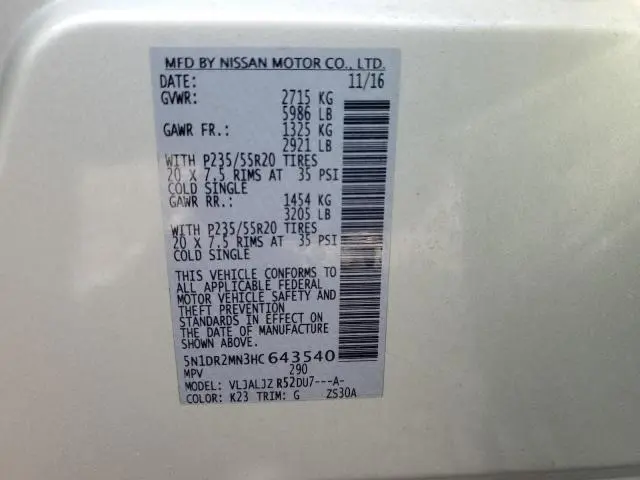 MFD BY NISSAN MOTOR CO., LTD.
DATE: 11/16
GVWR: 2715 KG
5986 LB
GAWR FR.: 1325 KG
2921 LB
WITH P235/55R20 TIRES
20 X 7.5 RIMS AT 35 PSI
COLD SINGLE
GAWR RR.: 1454 KG
3205 LB
WITH P235/55R20 TIRES
20 X 7.5 RIMS AT 35 PSI
COLD SINGLE
THIS VEHICLE CONFORMS TO
ALL APPLICABLE FEDERAL
MOTOR VEHICLE SAFETY AND
THEFT PREVENTION
STANDARDS IN EFFECT ON
THE DATE OF MANUFACTURE
SHOWN ABOVE.
5N1DR2MN3HC643540
MPV 290
MODEL: VLJALJZ R52DU7---A-
COLOR: K23 TRIM: G ZS30A